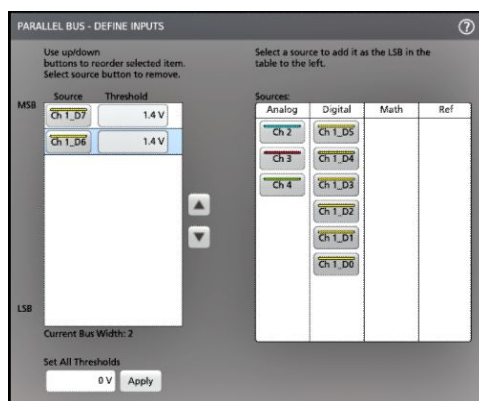 PARALLEL BUS - DEFINE INPUTS
?
Use up/down
buttons to reorder selected item.
Select source button to remove.
Select a source to add it as the LSB in the
table to the left.
Source Threshold
MSB
Ch 1_D7 1.4 V
Ch 1_D6 1.4 V
LSB
Current Bus Width: 2
Set All Thresholds
0 V Apply
Sources:
Analog Digital Math Ref
Ch 2 Ch 1_D5
Ch 3 Ch 1_D4
Ch 4 Ch 1_D3
Ch 1_D2
Ch 1_D1
Ch 1_D0